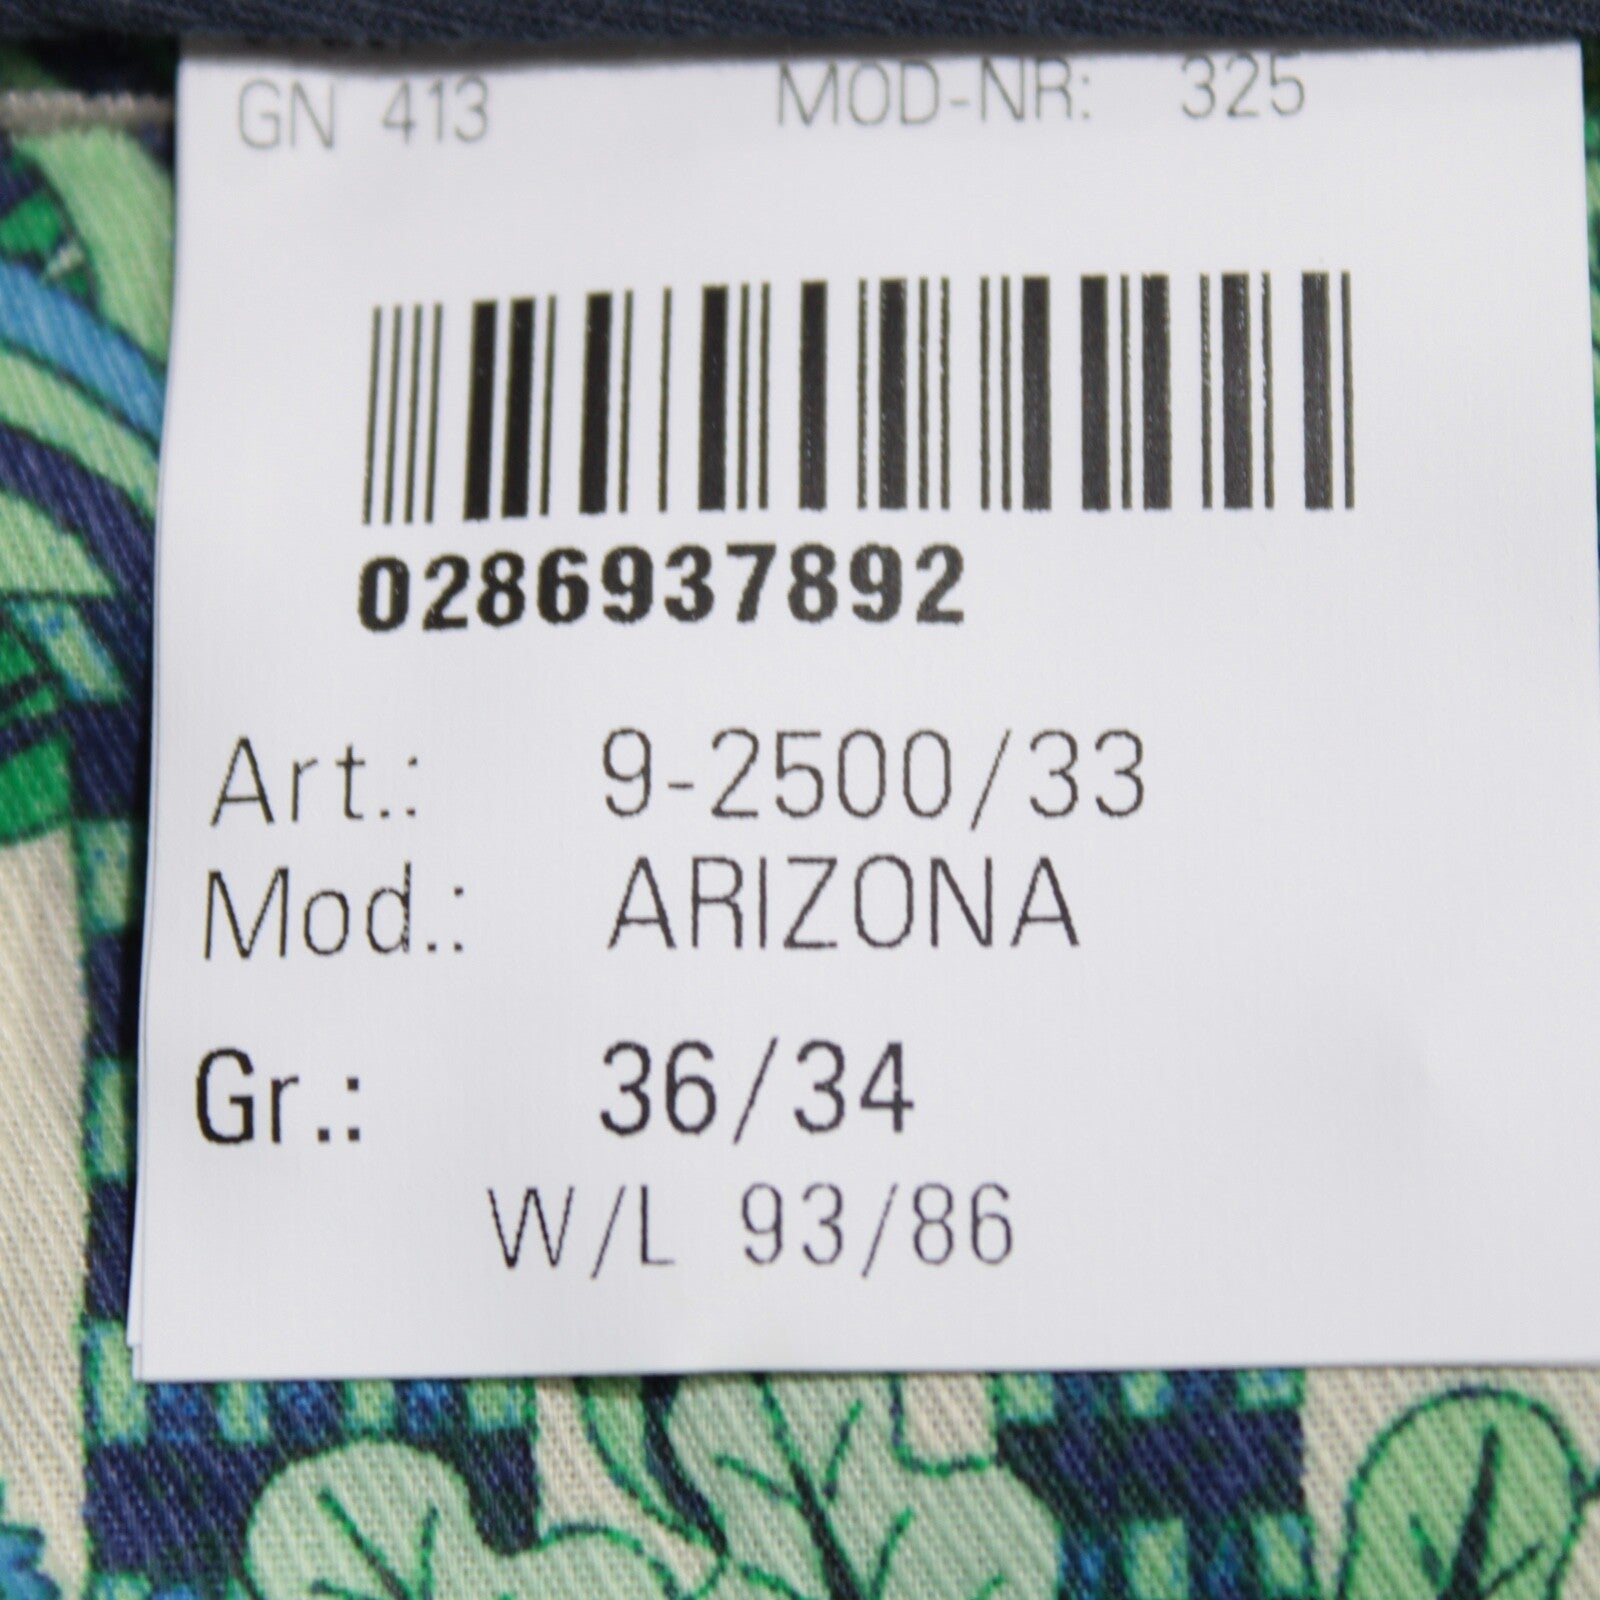 GN 413 MOD-NR: 325
0286937892
Art.: 9-2500/33
Mod.: ARIZONA
Gr.: 36/34
W/L 93/86